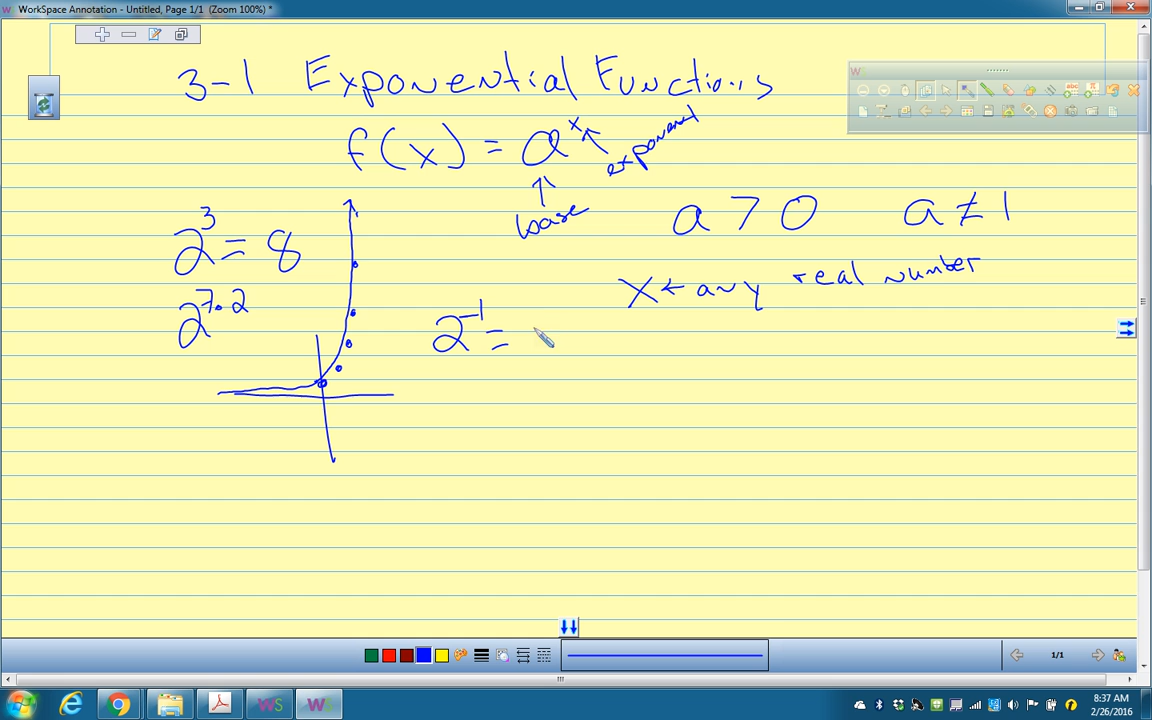 WorkSpace Annotation - Untitled, Page 1/1 (Zoom 100%) *
3-1 Exponential Functions
f(x) = a^x
exponent
base
a > 0 a ≠ 1
x ← any real number
2^3 = 8
2^7.2
2^-1 =
1/1
8:37 AM
2/26/2016